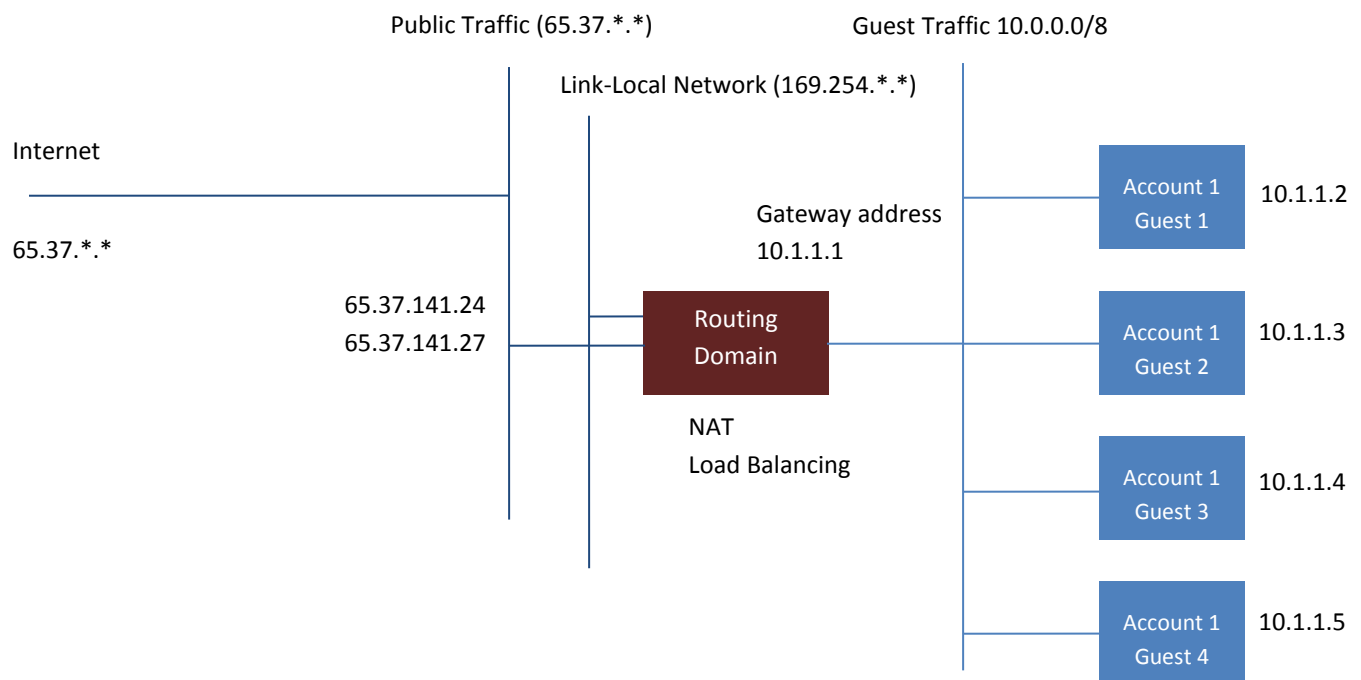 Public Traffic (65.37.*.*)
Guest Traffic 10.0.0.0/8
Link-Local Network (169.254.*.*)
Internet
65.37.*.*
Gateway address
10.1.1.1
65.37.141.24
65.37.141.27
Routing
Domain
NAT
Load Balancing
Account 1
Guest 1
10.1.1.2
Account 1
Guest 2
10.1.1.3
Account 1
Guest 3
10.1.1.4
Account 1
Guest 4
10.1.1.5